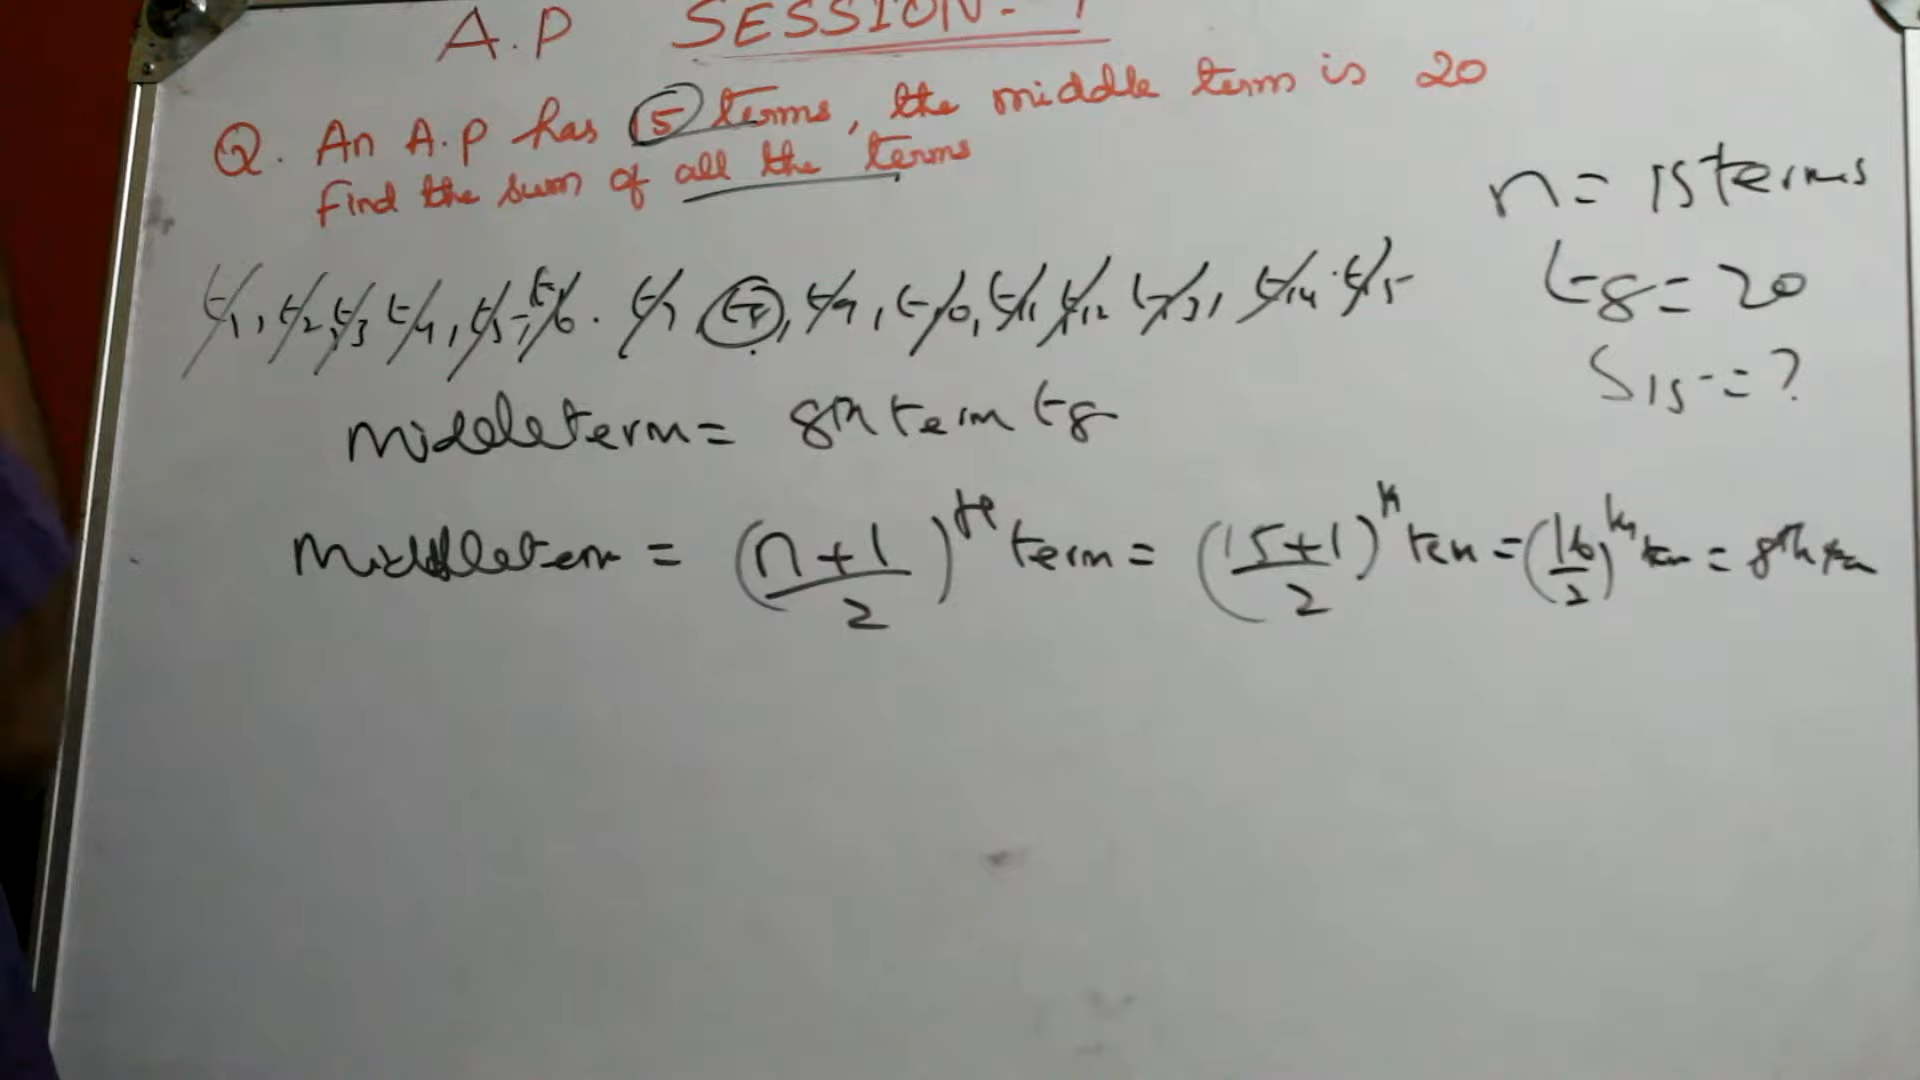 A.P SESSION-
Q. An A.P has 15 terms, the middle term is 20
Find the sum of all the terms
n = 15 terms
t1, t2, t3 t4, t5, t6. t7 t8, t9, t10, t11 t12 t13, t14 t15
t8 = 20
S15 = ?
Middle term = 8th term t8
Middle term = (n+1/2)th term = (15+1/2)th term = (16/2)th term = 8th term